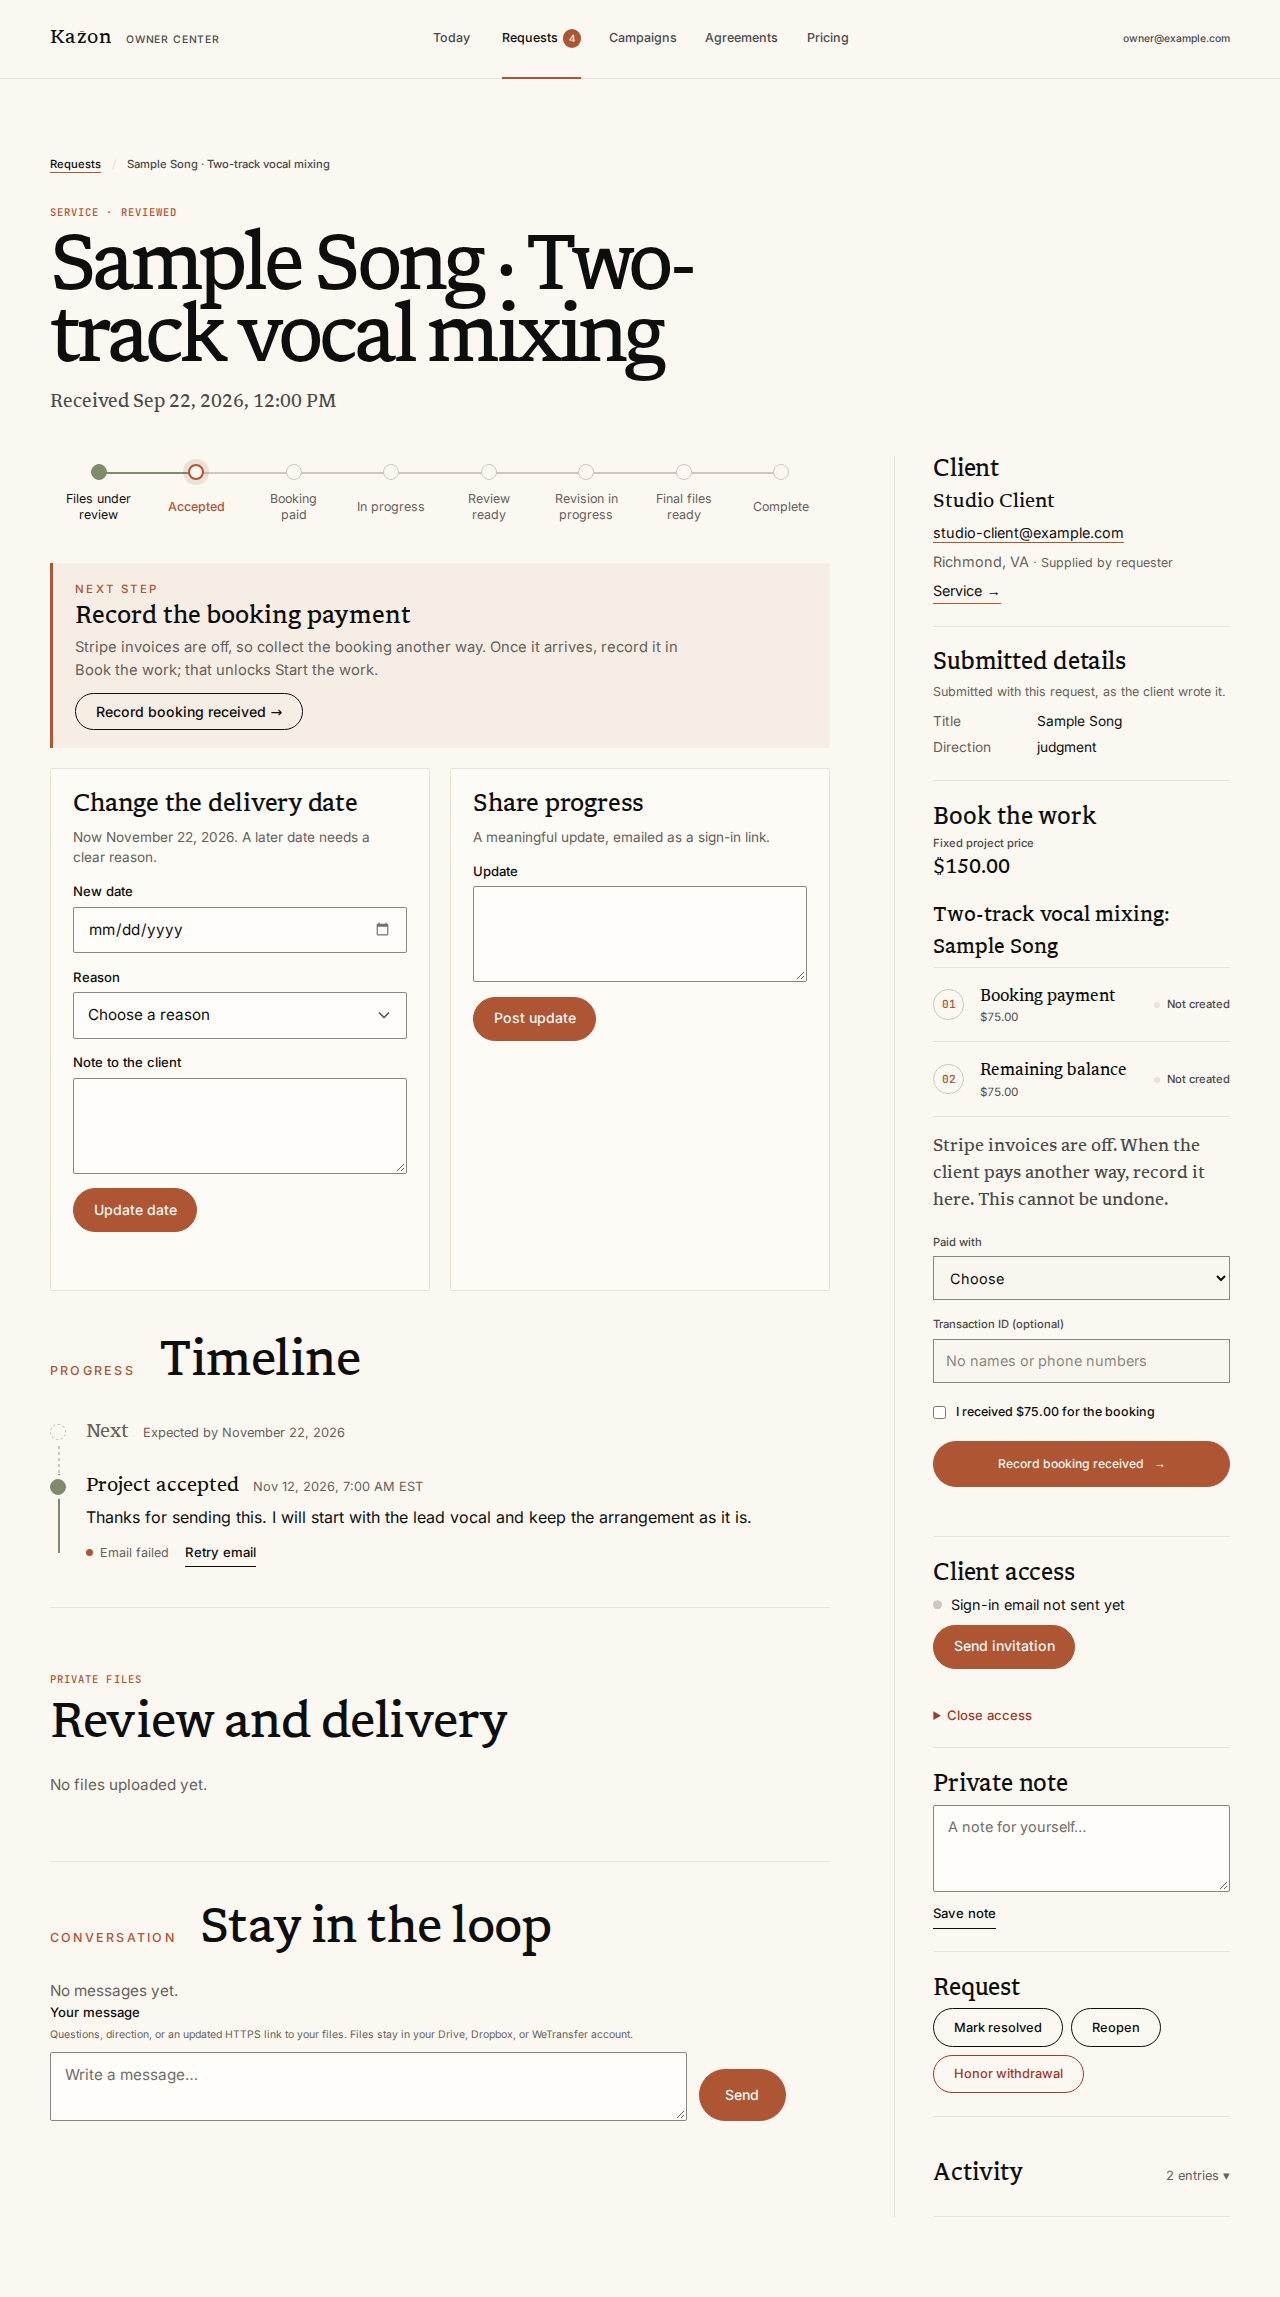 Kažon OWNER CENTER
Today Requests 4 Campaigns Agreements Pricing
owner@example.com
Requests / Sample Song · Two-track vocal mixing
SERVICE · REVIEWED
Sample Song · Two-
track vocal mixing
Received Sep 22, 2026, 12:00 PM
Files under
review
Accepted
Booking
paid
In progress
Review
ready
Revision in
progress
Final files
ready
Complete
NEXT STEP
Record the booking payment
Stripe invoices are off, so collect the booking another way. Once it arrives, record it in
Book the work; that unlocks Start the work.
Record booking received →
Change the delivery date
Now November 22, 2026. A later date needs a
clear reason.
New date
mm/dd/yyyy
Reason
Choose a reason
Note to the client
Update date
Share progress
A meaningful update, emailed as a sign-in link.
Update
Post update
PROGRESS Timeline
Next Expected by November 22, 2026
Project accepted Nov 12, 2026, 7:00 AM EST
Thanks for sending this. I will start with the lead vocal and keep the arrangement as it is.
Email failed Retry email
PRIVATE FILES
Review and delivery
No files uploaded yet.
CONVERSATION Stay in the loop
No messages yet.
Your message
Questions, direction, or an updated HTTPS link to your files. Files stay in your Drive, Dropbox, or WeTransfer account.
Write a message...
Send
Client
Studio Client
studio-client@example.com
Richmond, VA · Supplied by requester
Service →
Submitted details
Submitted with this request, as the client wrote it.
Title Sample Song
Direction judgment
Book the work
Fixed project price
$150.00
Two-track vocal mixing:
Sample Song
01 Booking payment Not created
$75.00
02 Remaining balance Not created
$75.00
Stripe invoices are off. When the
client pays another way, record it
here. This cannot be undone.
Paid with
Choose
Transaction ID (optional)
No names or phone numbers
I received $75.00 for the booking
Record booking received →
Client access
Sign-in email not sent yet
Send invitation
▶ Close access
Private note
A note for yourself...
Save note
Request
Mark resolved Reopen
Honor withdrawal
Activity 2 entries ▾